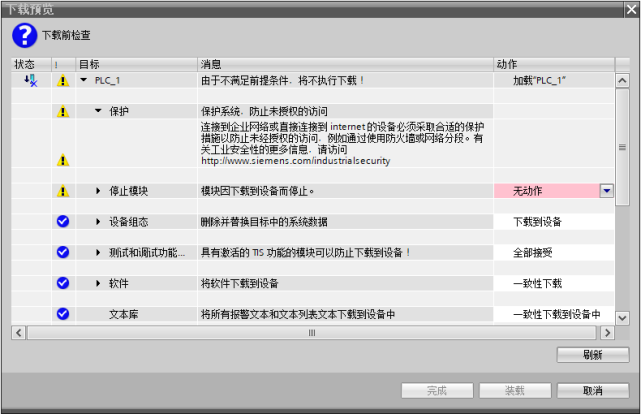 下载预览
下载前检查
状态 ! 目标 消息 动作
PLC_1 由于不满足前提条件，将不执行下载！ 加载"PLC_1"
保护 保护系统，防止未授权的访问
连接到企业网络或直接连接到 internet 的设备必须采取合适的保护
措施以防止未经授权的访问，例如通过使用防火墙或网络分段。有
关工业安全性的更多信息，请访问
http://www.siemens.com/industrialsecurity
停止模块 模块因下载到设备而停止。 无动作
设备组态 删除并替换目标中的系统数据 下载到设备
测试和调试功能... 具有激活的 TIS 功能的模块可以防止下载到设备！ 全部接受
软件 将软件下载到设备 一致性下载
文本库 将所有报警文本和文本列表文本下载到设备中 一致性下载到设备中
刷新
完成 装载 取消